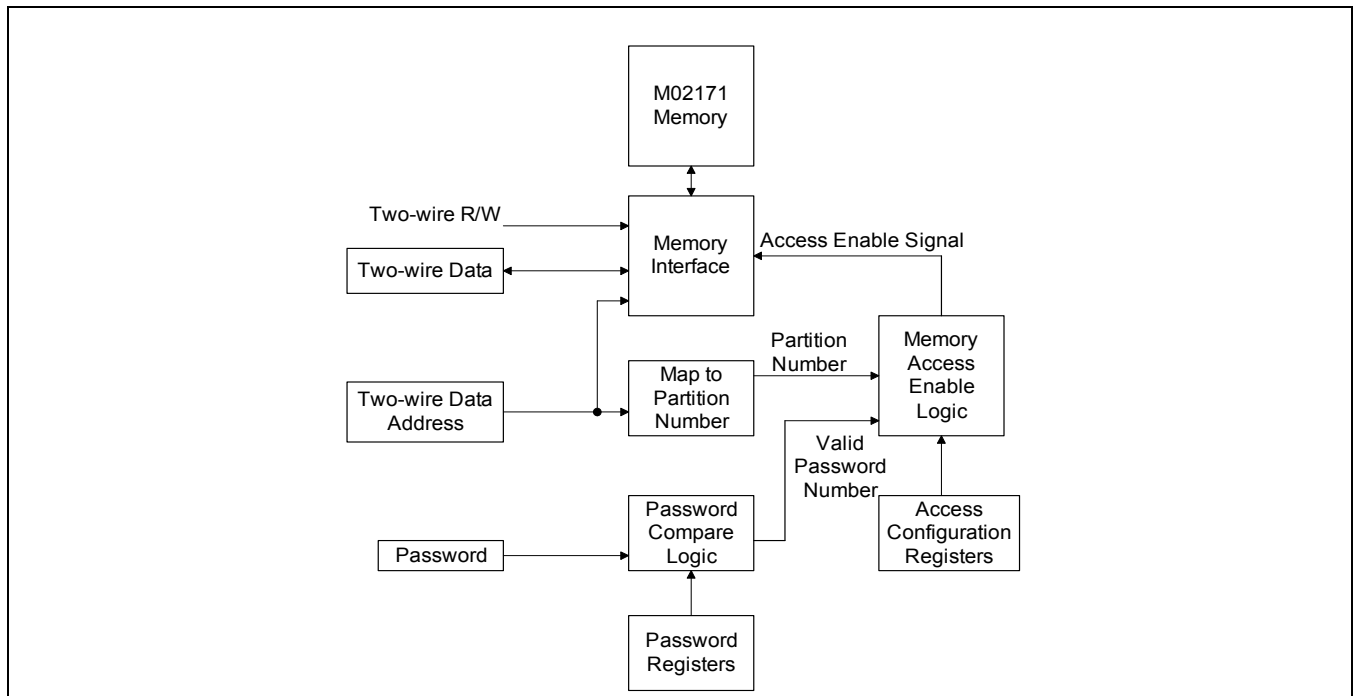 M02171
Memory
Two-wire R/W
Memory
Interface
Access Enable Signal
Two-wire Data
Partition
Number
Memory
Access
Enable
Logic
Map to
Partition
Number
Two-wire Data
Address
Valid
Password
Number
Password
Compare
Logic
Access
Configuration
Registers
Password
Password
Registers